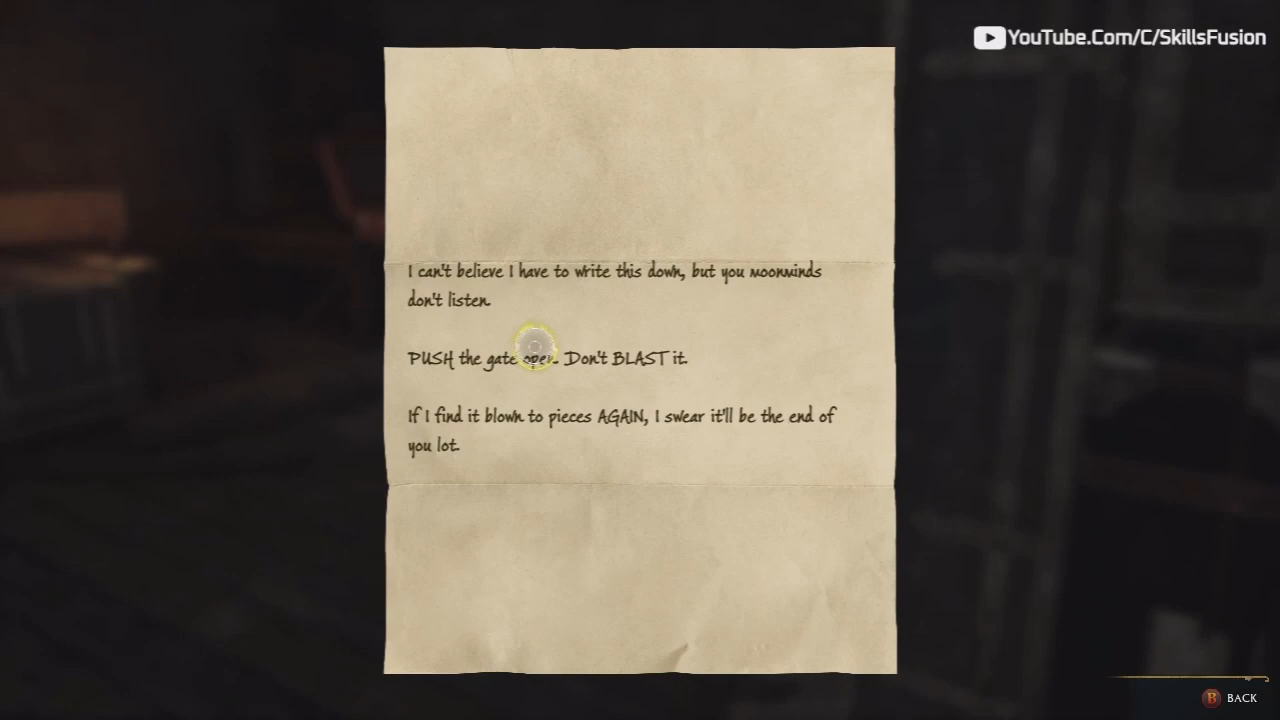 YouTube.Com/C/SkillsFusion
I can't believe I have to write this down, but you moonminds
don't listen.
PUSH the gate open. Don't BLAST it.
If I find it blown to pieces AGAIN, I swear it'll be the end of
you lot.
B BACK